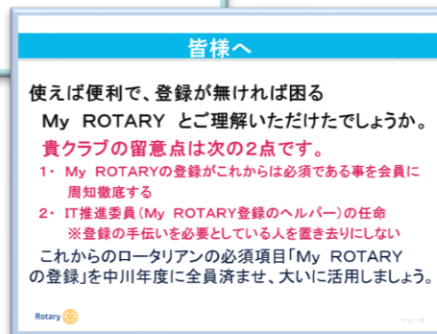 皆様へ
使えば便利で、登録が無ければ困る
My ROTARY とご理解いただけたでしょうか。
貴クラブの留意点は次の2点です。
1・ My ROTARYの登録がこれからは必須である事を会員に
周知徹底する
2・ IT推進委員(My ROTARY登録のヘルパー)の任命
※登録の手伝いを必要としている人を置き去りにしない
これからのロータリアンの必須項目「My ROTARY
の登録」を中川年度に全員済ませ、大いに活用しましょう。
Rotary